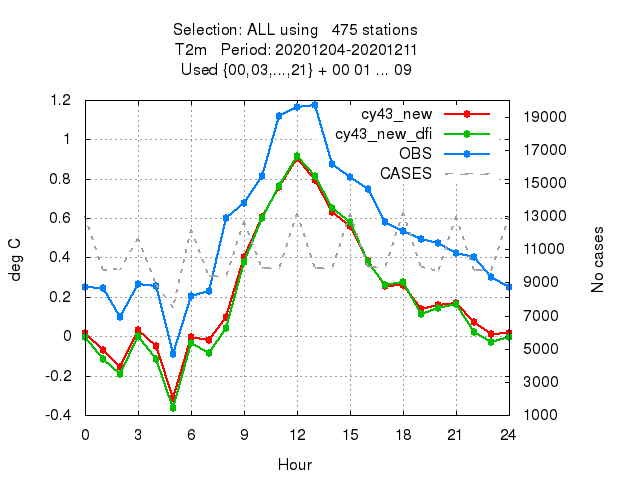 Selection: ALL using   475 stations
T2m   Period: 20201204-20201211
Used {00,03,...,21} + 00 01 ... 09
cy43_new
cy43_new_dfi
OBS
CASES
1.2
1
0.8
0.6
0.4
0.2
0
-0.2
-0.4
deg C
19000
17000
15000
13000
11000
9000
7000
5000
3000
1000
No cases
0 3 6 9 12 15 18 21 24
Hour